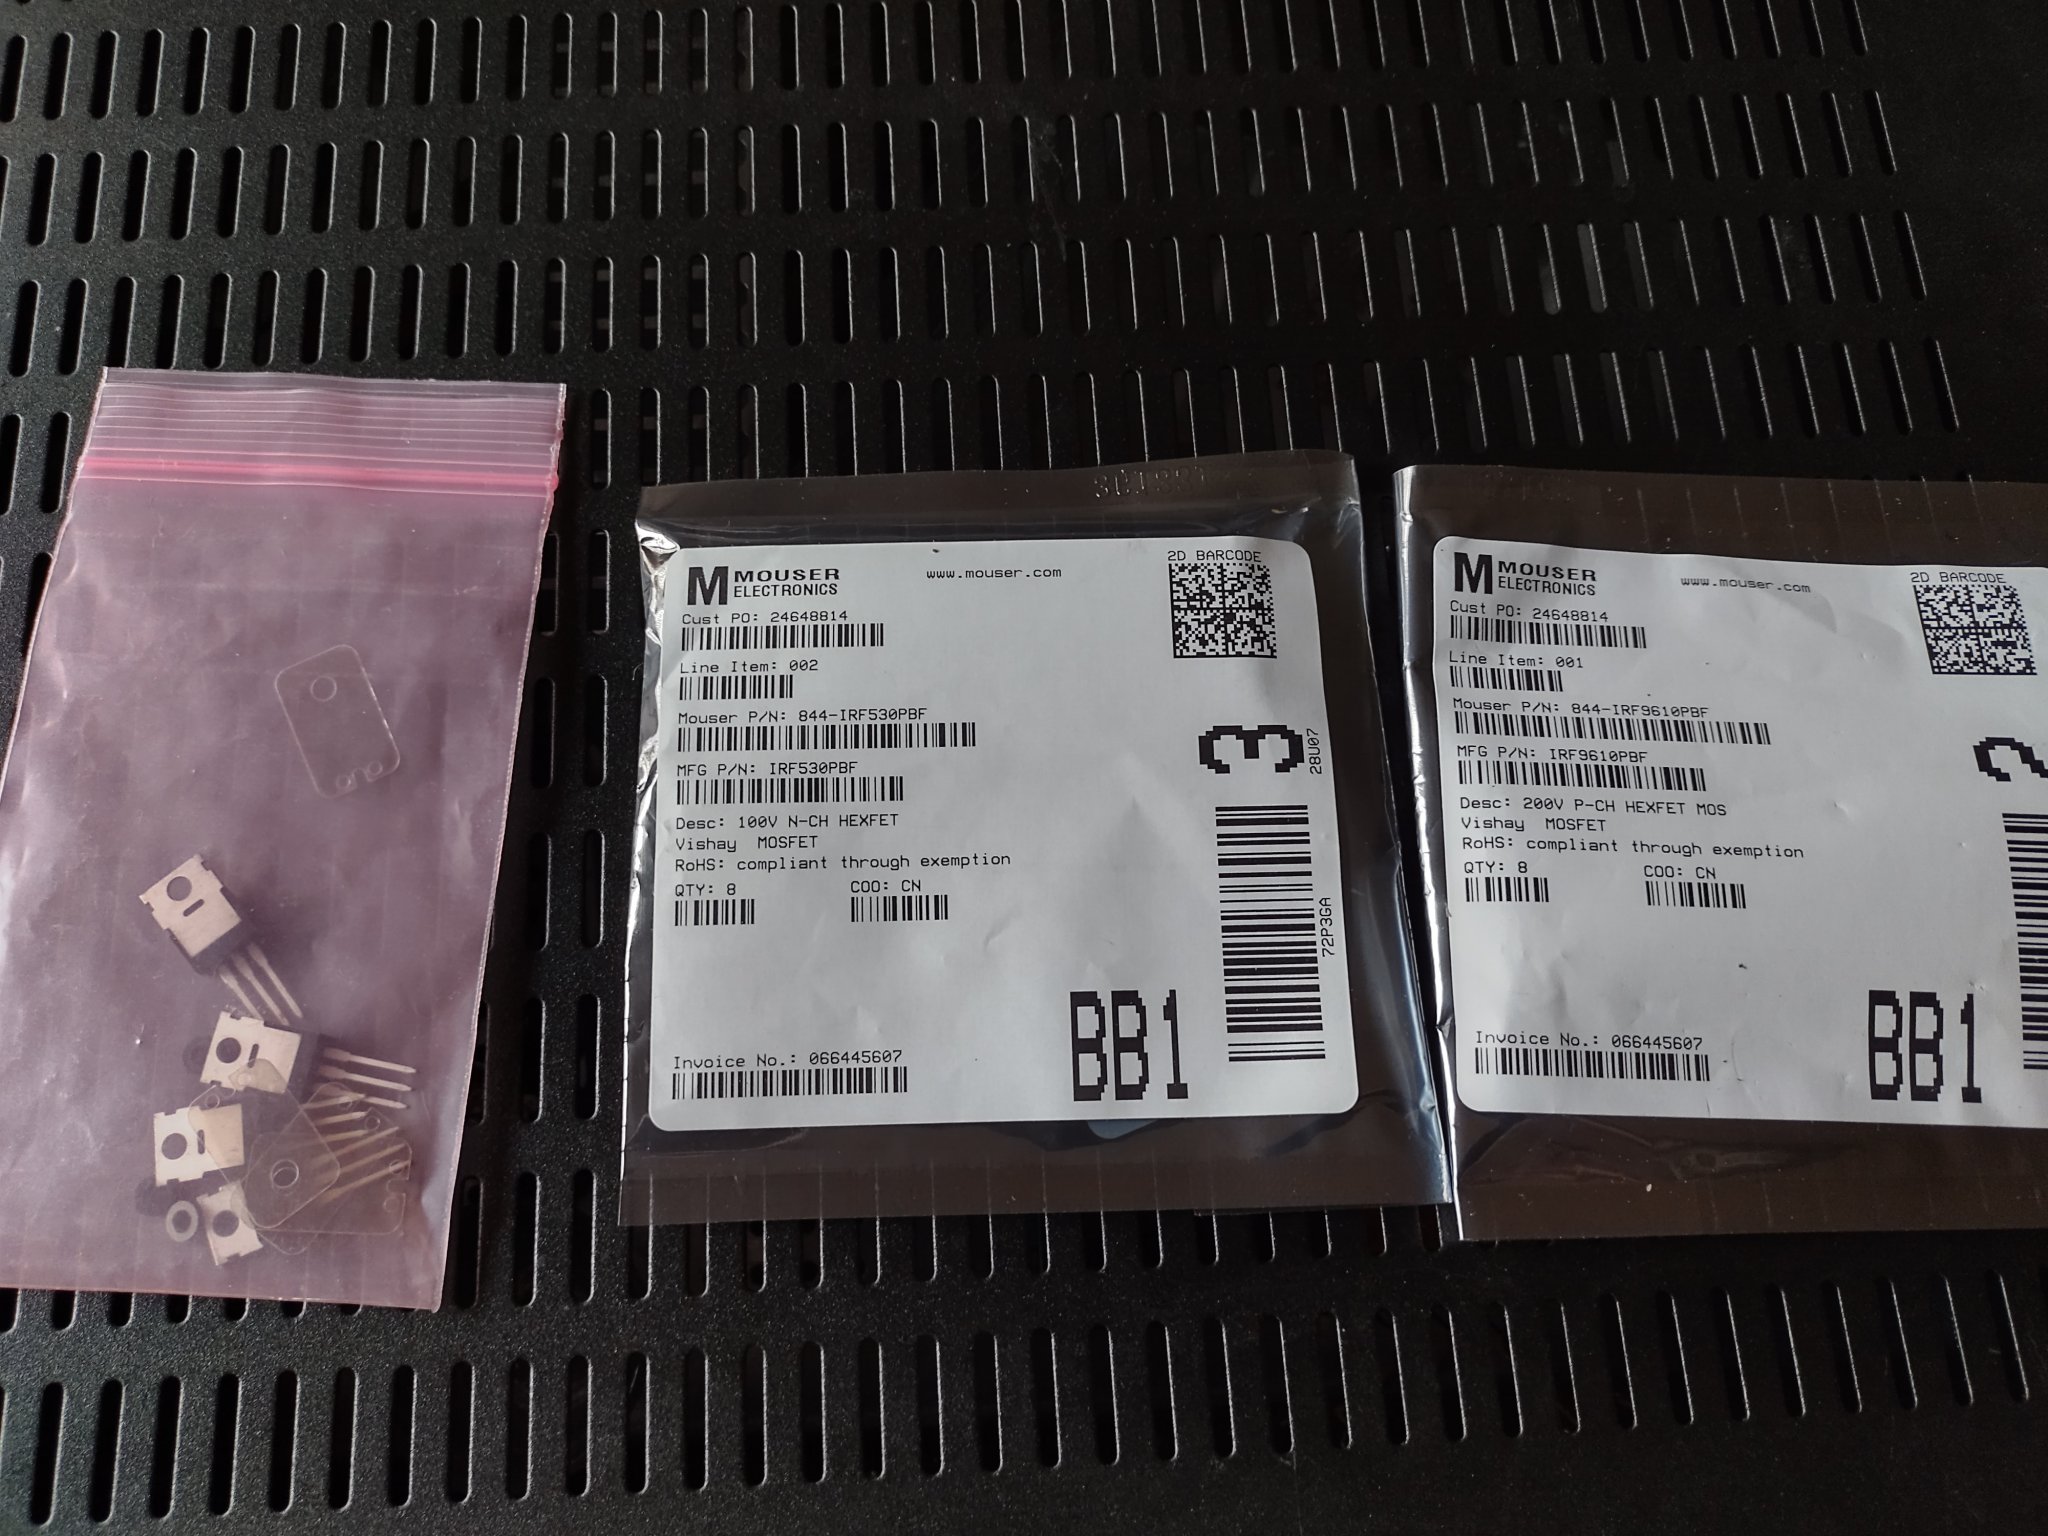 M MOUSER
ELECTRONICS
www.mouser.com
2D BARCODE
Cust PO: 24648814
Line Item: 002
Mouser P/N: 844-IRF530PBF
MFG P/N: IRF530PBF
Desc: 100V N-CH HEXFET
Vishay MOSFET
RoHS: compliant through exemption
QTY: 8 COO: CN
3
28U07
72P3GA
Invoice No.: 066445607
BB1
M MOUSER
ELECTRONICS
www.mouser.com
2D BARCODE
Cust PO: 24648814
Line Item: 001
Mouser P/N: 844-IRF9610PBF
MFG P/N: IRF9610PBF
Desc: 200V P-CH HEXFET MOS
Vishay MOSFET
RoHS: compliant through exemption
QTY: 8 COO: CN
2
Invoice No.: 066445607
BB1